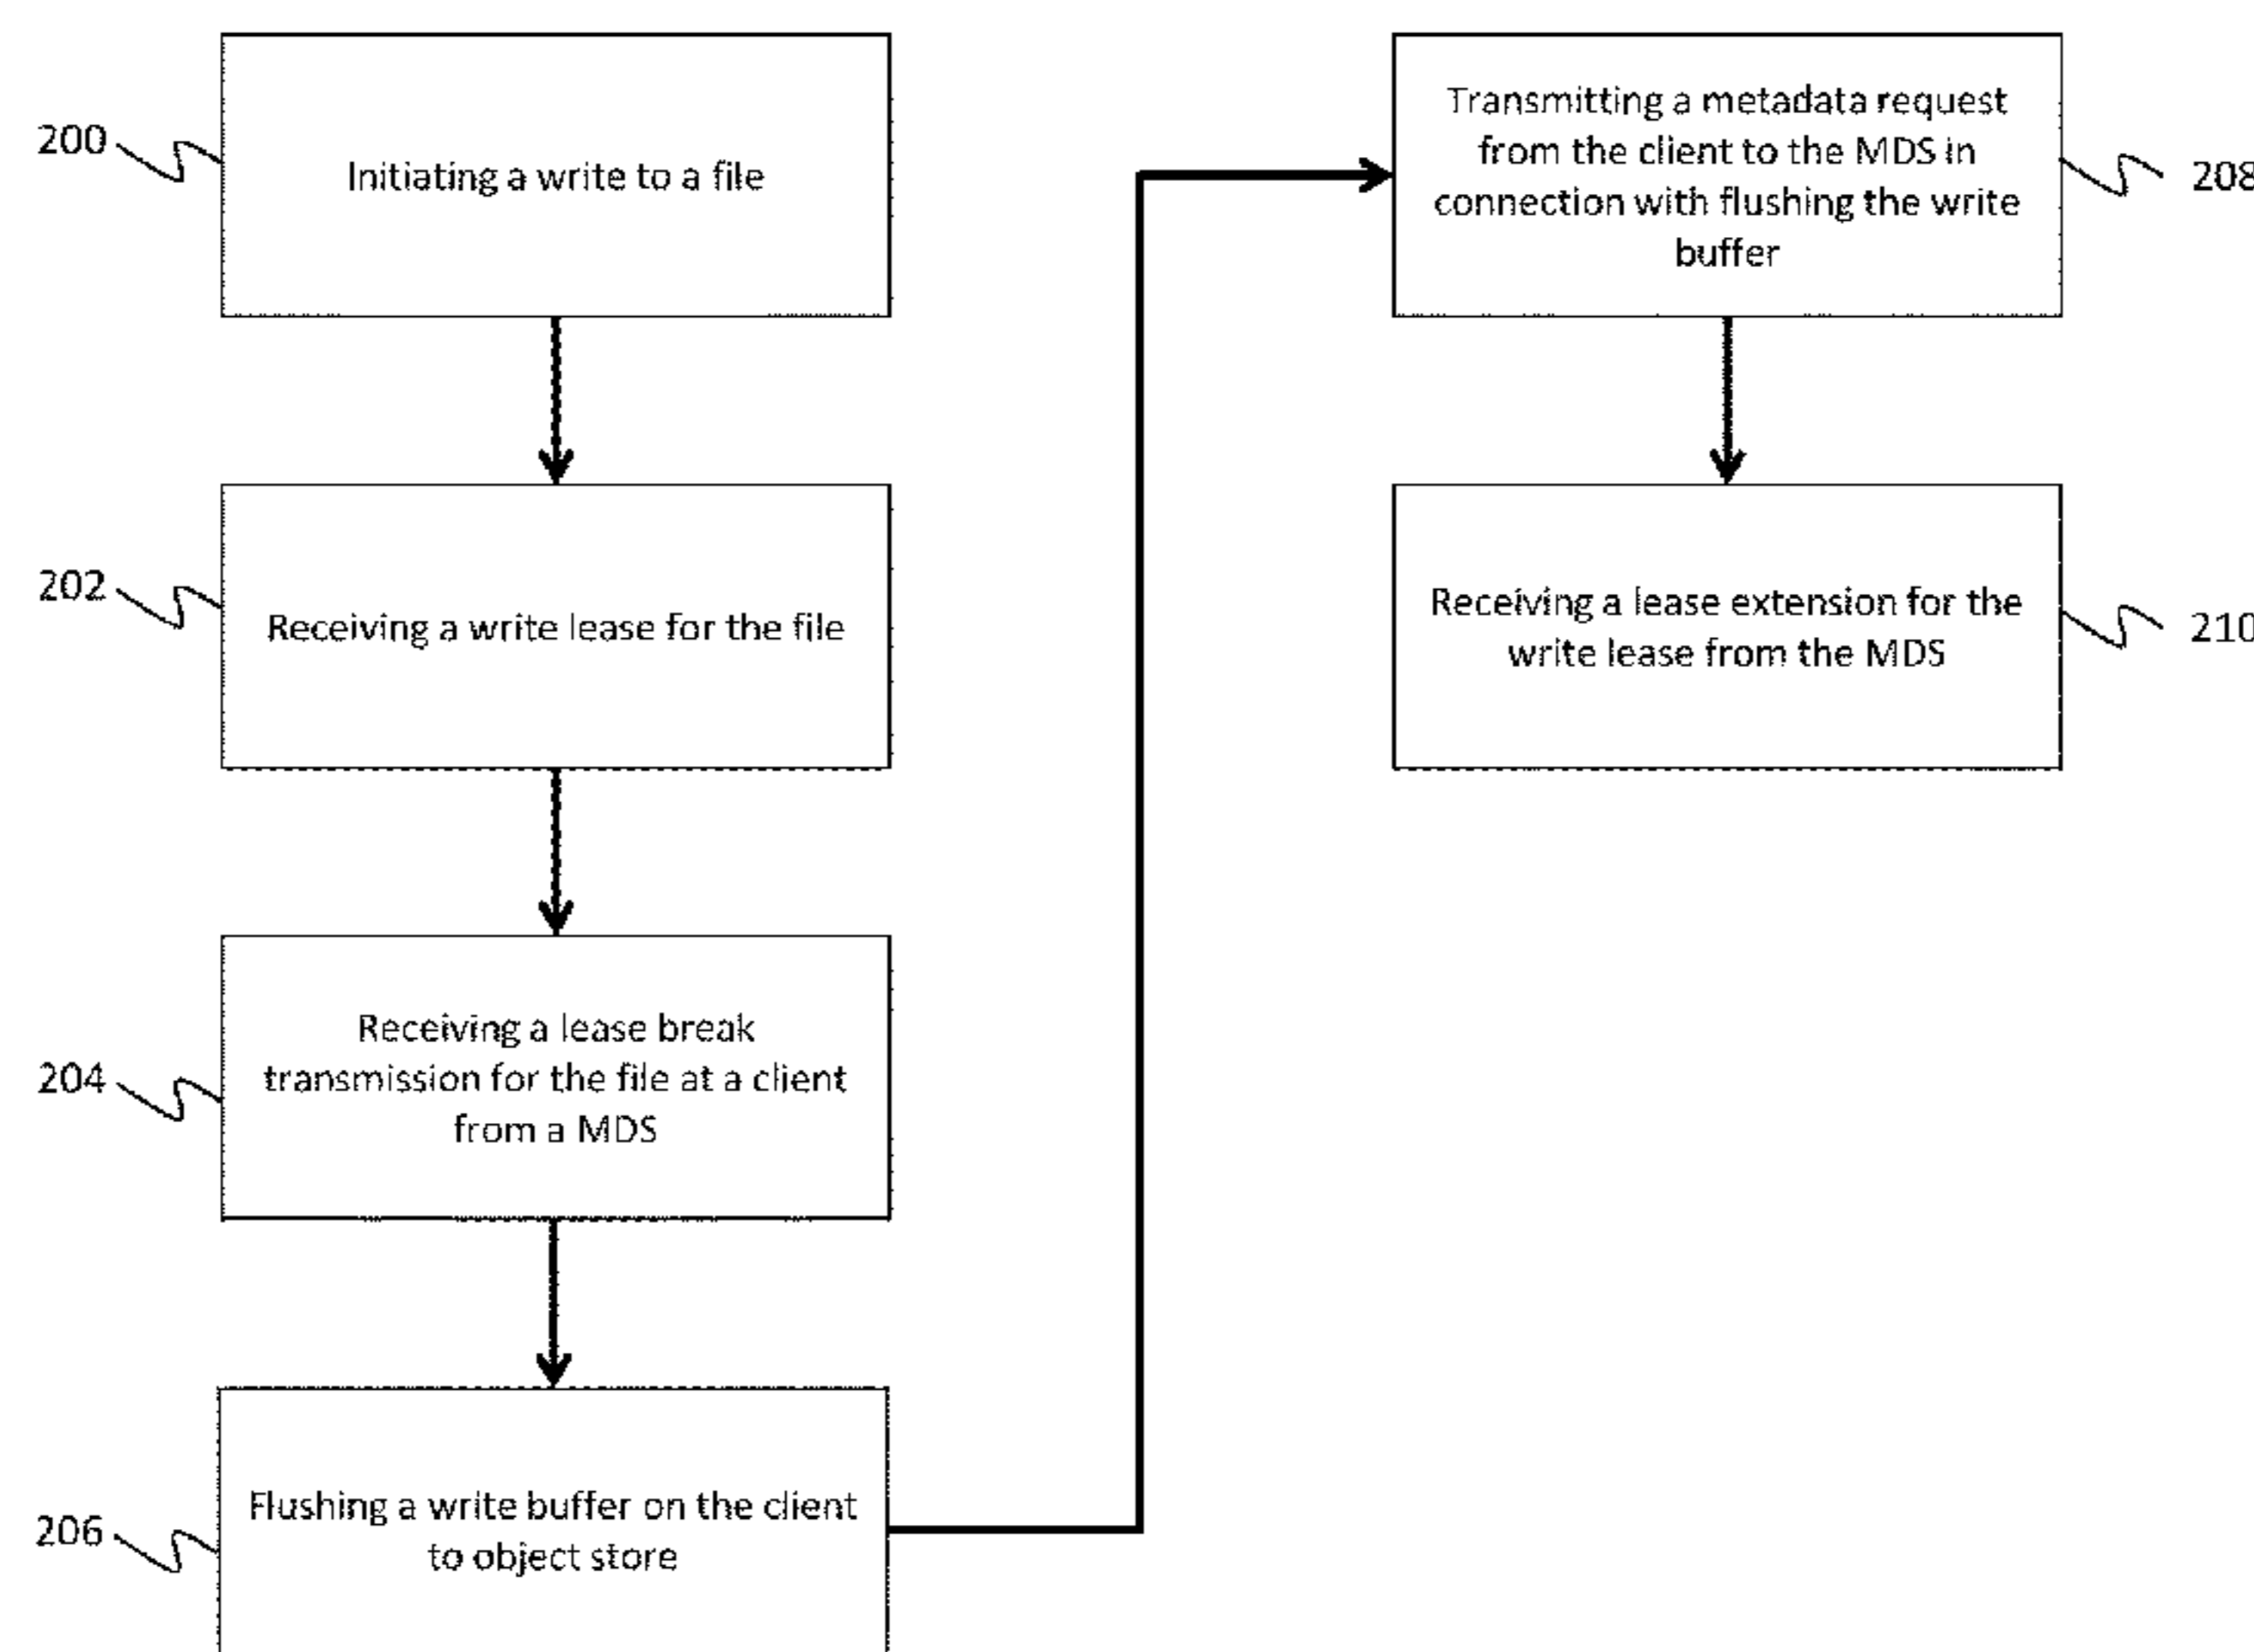 200
Initiating a write to a file
202
Receiving a write lease for the file
204
Receiving a lease break
transmission for the file at a client
from a MDS
206
Flushing a write buffer on the client
to object store
Transmitting a metadata request
from the client to the MDS in
connection with flushing the write
buffer
208
Receiving a lease extension for the
write lease from the MDS
210